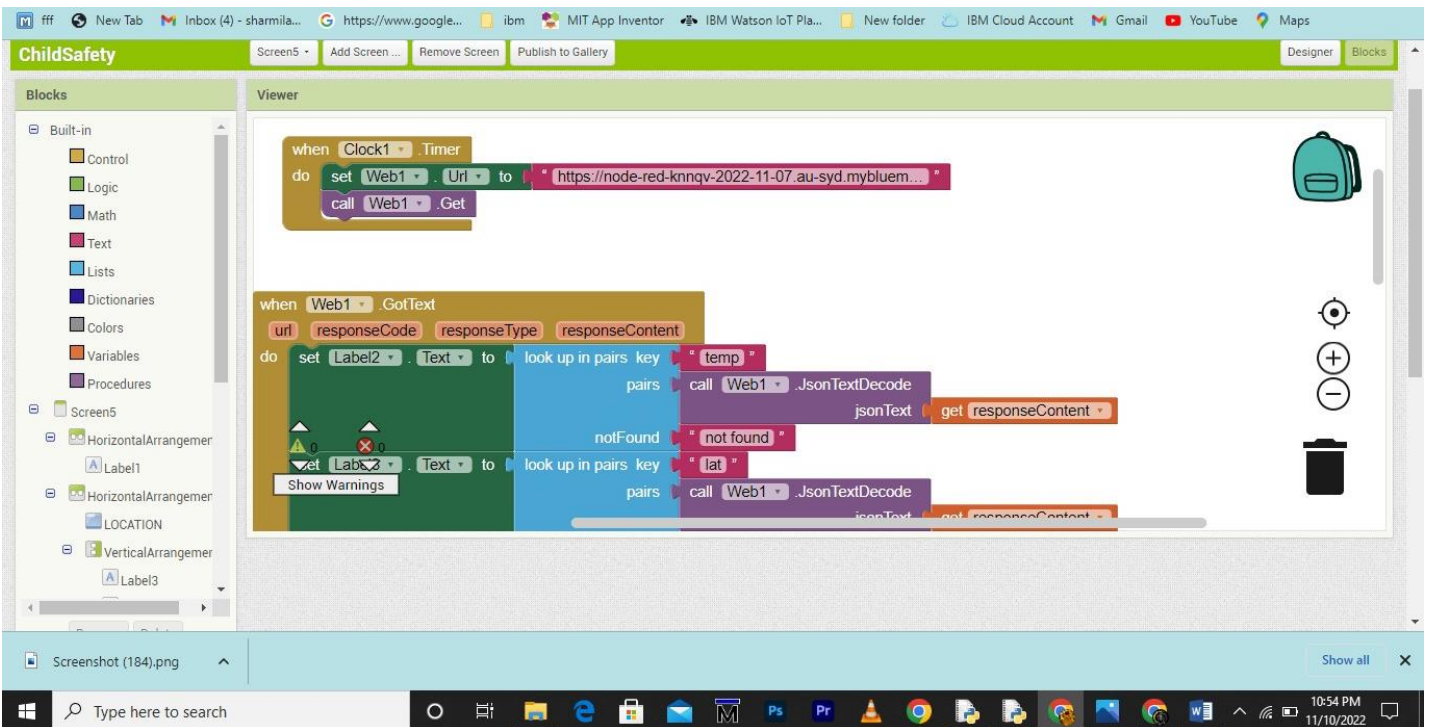 fff New Tab Inbox (4) - sharmila... https://www.google... ibm MIT App Inventor IBM Watson IoT Pla... New folder IBM Cloud Account Gmail YouTube Maps
ChildSafety Screen5 Add Screen ... Remove Screen Publish to Gallery Designer Blocks
Blocks
Built-in
Control
Logic
Math
Text
Lists
Dictionaries
Colors
Variables
Procedures
Screen5
HorizontalArrangemer
Label1
HorizontalArrangemer
LOCATION
VerticalArrangemer
Label3
Viewer
when Clock1 .Timer
do set Web1 . Url to " https://node-red-knnqv-2022-11-07.au-syd.mybluem... "
call Web1 .Get
when Web1 .GotText
url responseCode responseType responseContent
do set Label2 . Text to look up in pairs key " temp "
pairs call Web1 .JsonTextDecode
jsonText get responseContent
notFound " not found "
0 0
set Label3 . Text to look up in pairs key " lat "
Show Warnings
pairs call Web1 .JsonTextDecode
jsonText get responseContent
Screenshot (184).png Show all
Type here to search Ps Pr 10:54 PM
11/10/2022